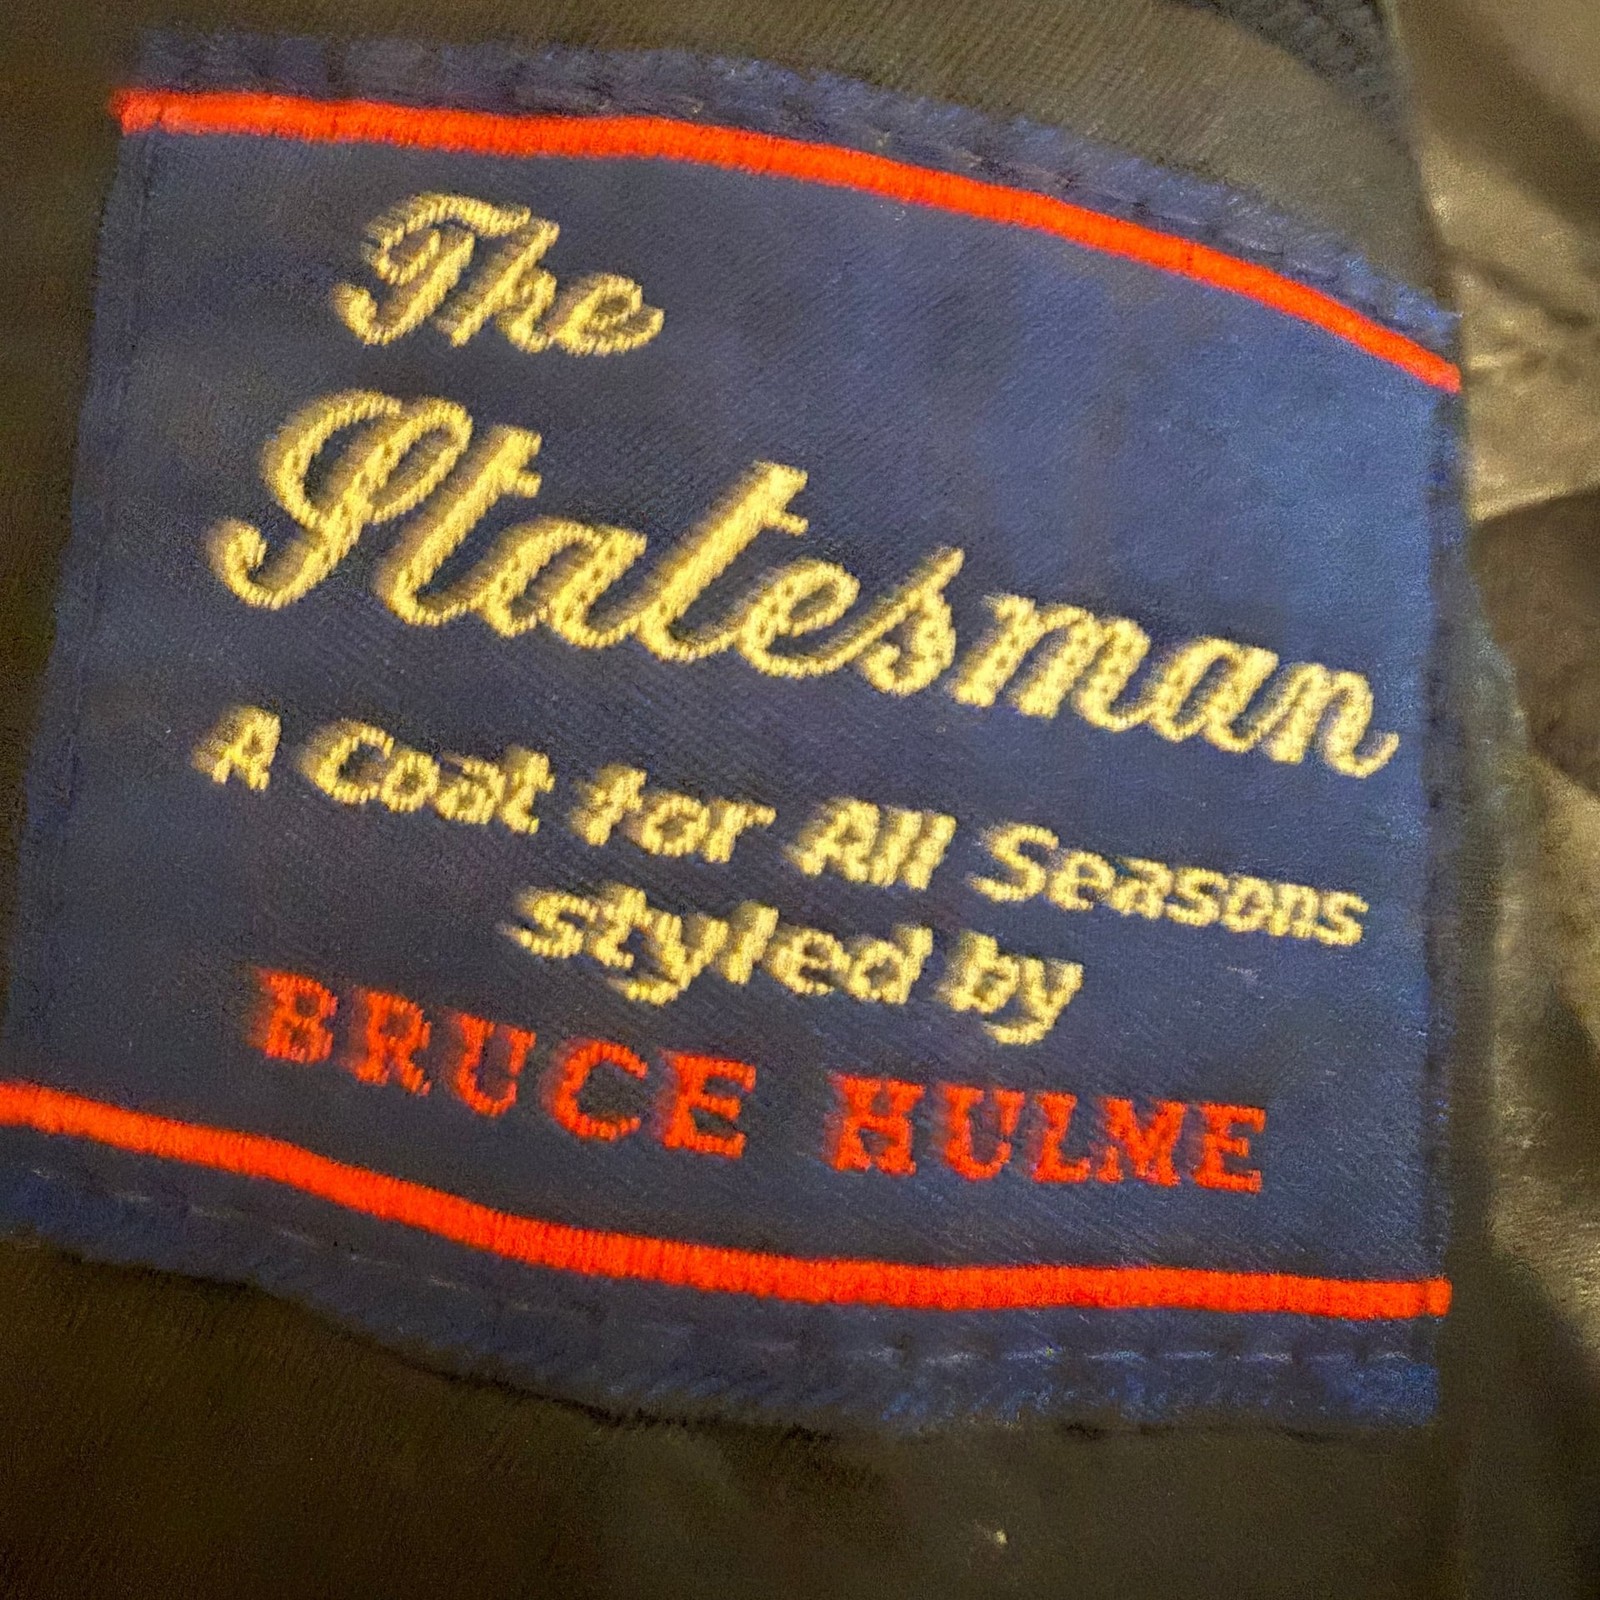 The
Statesman
A Coat for All Seasons
styled by
BRUCE HULME